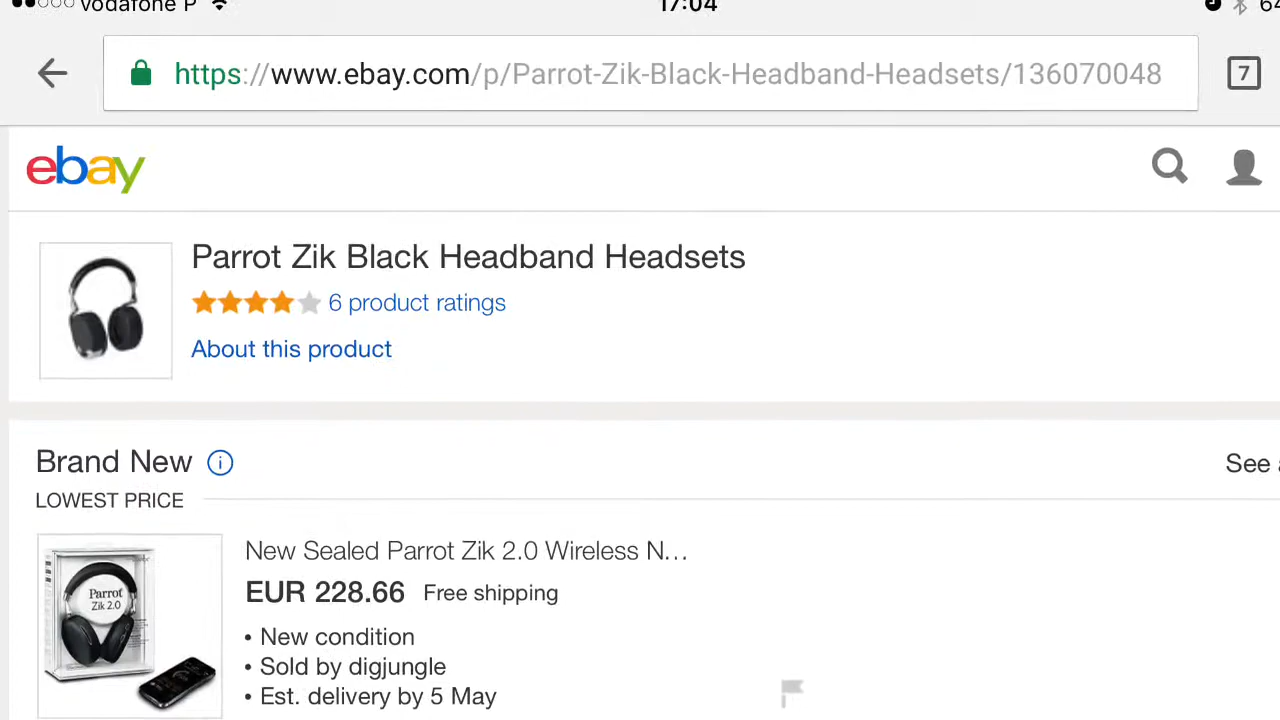 vodafone P
17:04
64
https://www.ebay.com/p/Parrot-Zik-Black-Headband-Headsets/136070048
7
ebay
Parrot Zik Black Headband Headsets
6 product ratings
About this product
Brand New
See
LOWEST PRICE
Parrot
Zik 2.0
New Sealed Parrot Zik 2.0 Wireless N...
EUR 228.66 Free shipping
• New condition
• Sold by digjungle
• Est. delivery by 5 May